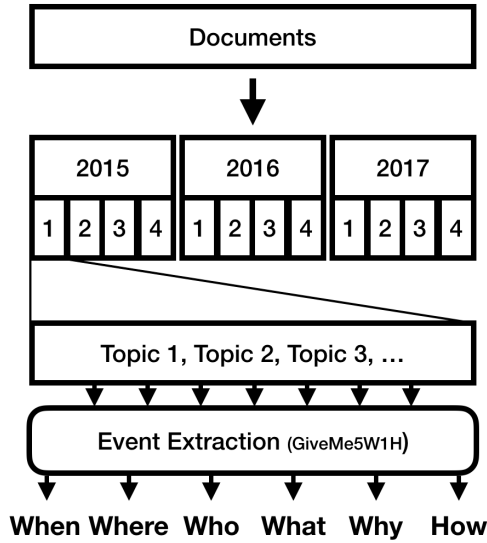 Documents
2015 2016 2017
1 2 3 4 1 2 3 4 1 2 3 4
Topic 1, Topic 2, Topic 3, ...
Event Extraction (GiveMe5W1H)
When Where Who What Why How